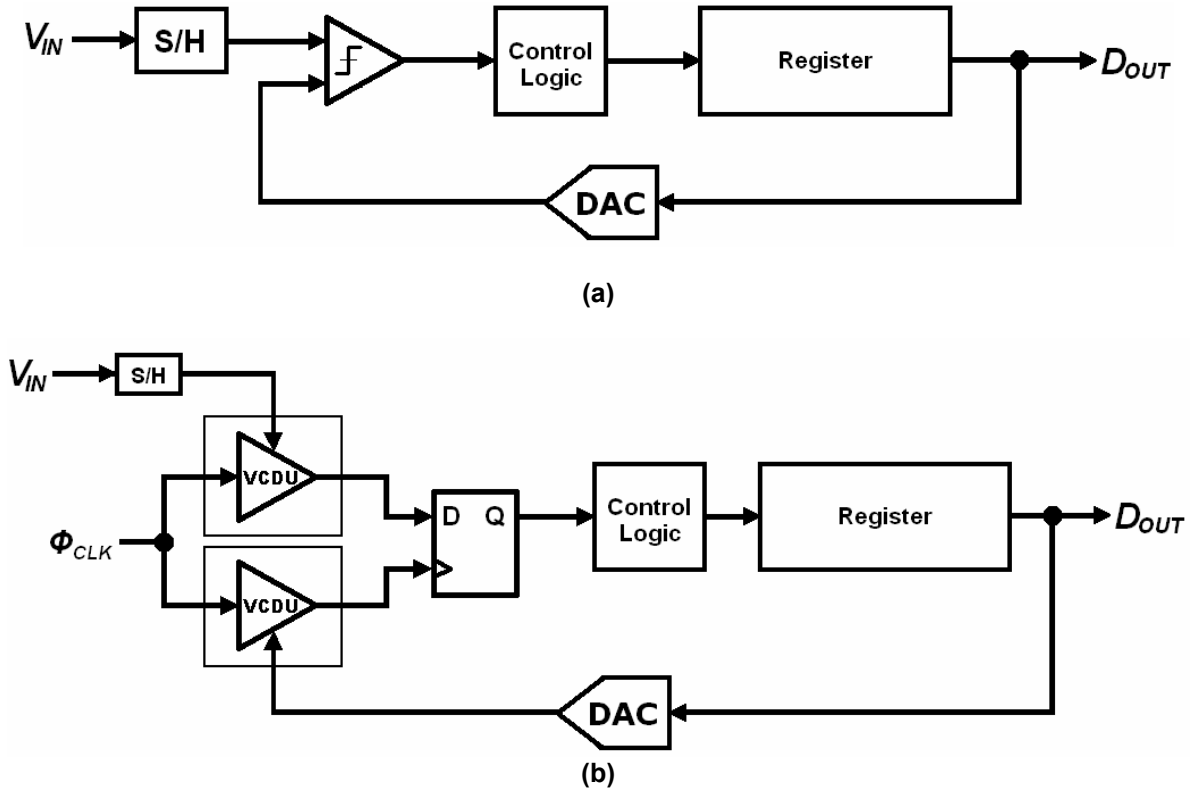 V_IN
S/H
Control
Logic
Register
D_OUT
DAC
(a)
V_IN
S/H
VCDU
D Q
Control
Logic
Register
D_OUT
Φ_CLK
VCDU
DAC
(b)